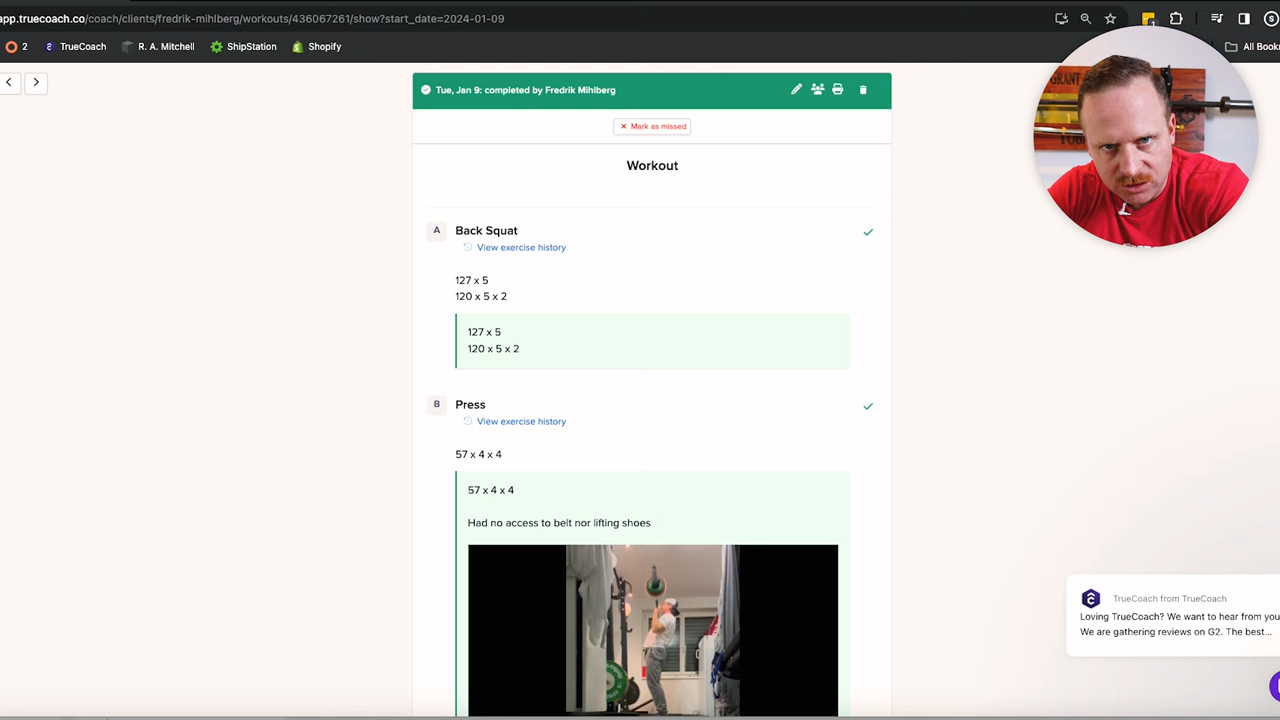 app.truecoach.co/coach/clients/fredrik-mihlberg/workouts/436067261/show?start_date=2024-01-09
2 TrueCoach R. A. Mitchell ShipStation Shopify All Book
Tue, Jan 9: completed by Fredrik Mihlberg
Mark as missed
Workout
A Back Squat
View exercise history
127 x 5
120 x 5 x 2
127 x 5
120 x 5 x 2
B Press
View exercise history
57 x 4 x 4
57 x 4 x 4
Had no access to belt nor lifting shoes
TrueCoach from TrueCoach
Loving TrueCoach? We want to hear from you
We are gathering reviews on G2. The best...
GRANT